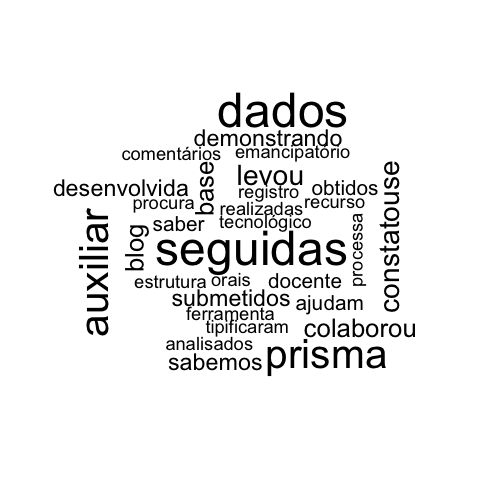 dados
demonstrando
comentários emancipatório
levou
desenvolvida base registro obtidos constatouse
procura realizadas recurso
saber tecnológico
auxiliar blog seguidas processa
estrutura orais docente
submetidos ajudam
ferramenta
tipificaram colaborou
analisados
sabemos prisma